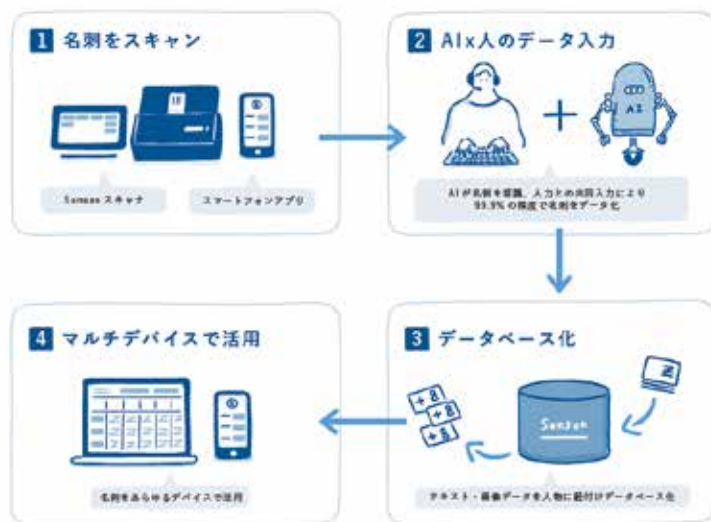 1 名刺をスキャン
Sansan スキャナ
スマートフォンアプリ
2 AIx人のデータ入力
AI
AIが名刺を認識、人力との共同入力により
99.9%の精度で名刺をデータ化
3 データベース化
Sansan
テキスト・画像データを人物に紐付けデータベース化
4 マルチデバイスで活用
名刺をあらゆるデバイスで活用